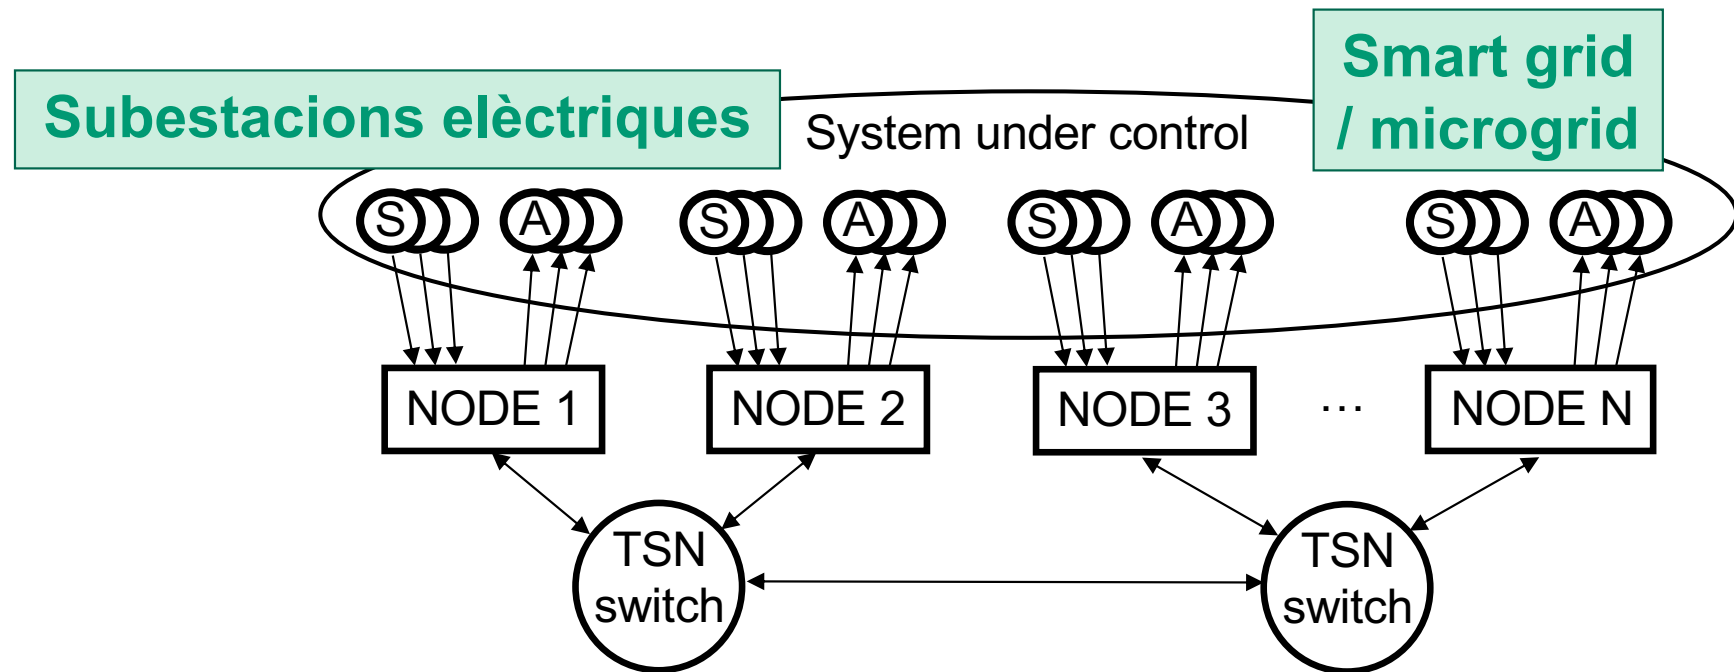 Subestacions elèctriques
Smart grid
/ microgrid
System under control
S A S A S A S A
NODE 1 NODE 2 NODE 3 ... NODE N
TSN
switch
TSN
switch